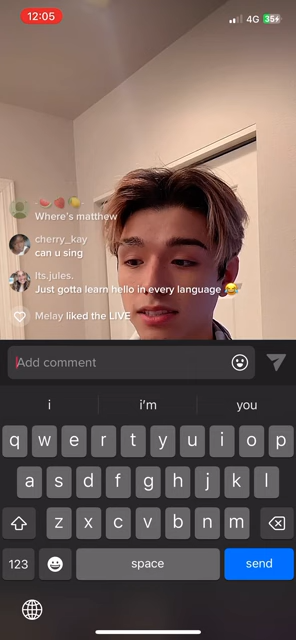 12:05
4G 35
Where's matthew
cherry_kay
can u sing
Its.jules.
Just gotta learn hello in every language 😂
Melay liked the LIVE
Add comment
i i'm you
q w e r t y u i o p
a s d f g h j k l
z x c v b n m
123 space send